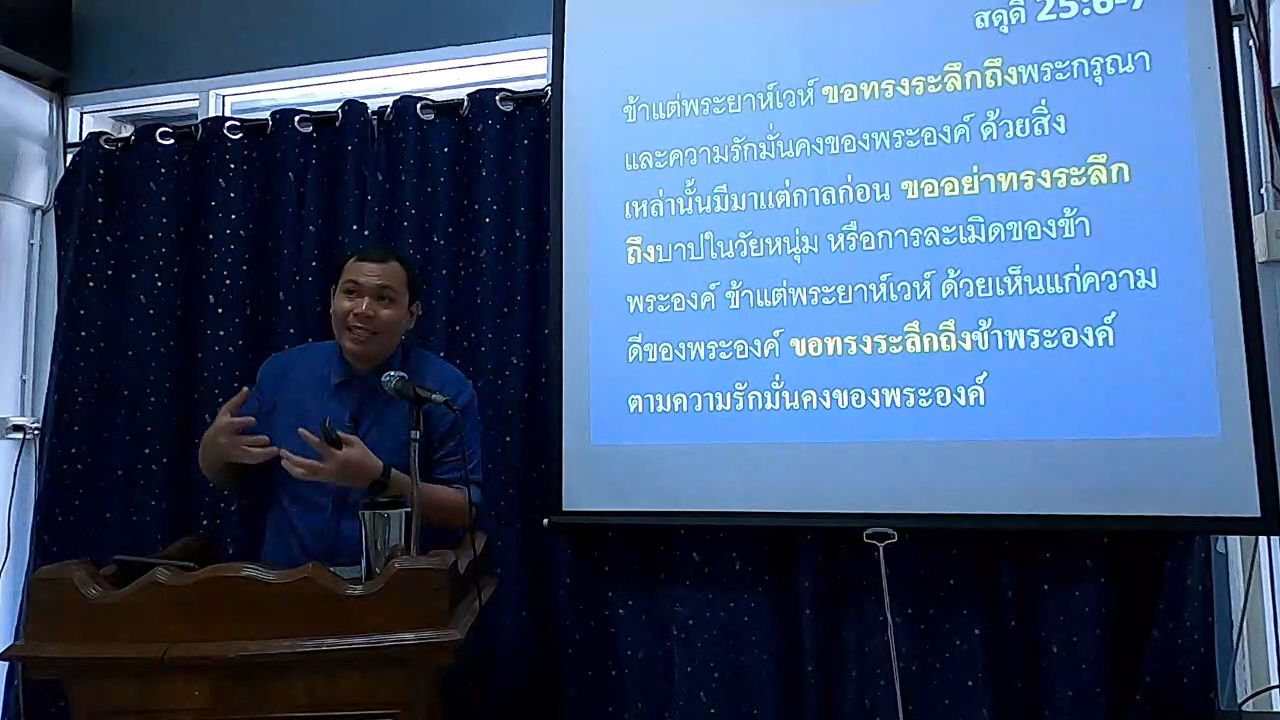 สดุดี 25:6-7
ข้าแต่พระยาห์เวห์ ขอทรงระลึกถึงพระกรุณา
และความรักมั่นคงของพระองค์ ด้วยสิ่ง
เหล่านั้นมีมาแต่กาลก่อน ขออย่าทรงระลึก
ถึงบาปในวัยหนุ่ม หรือการละเมิดของข้า
พระองค์ ข้าแต่พระยาห์เวห์ ด้วยเห็นแก่ความ
ดีของพระองค์ ขอทรงระลึกถึงข้าพระองค์
ตามความรักมั่นคงของพระองค์